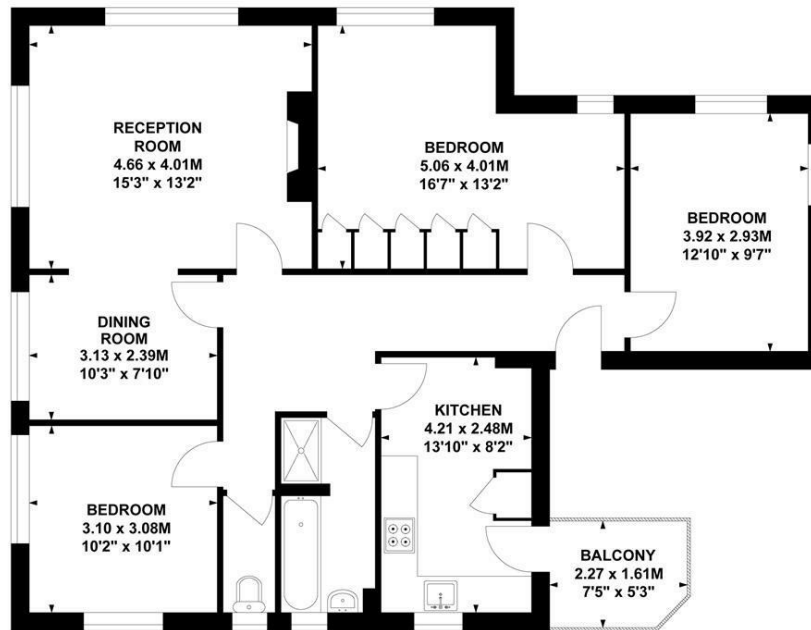 RECEPTION
ROOM
4.66 x 4.01M
15'3" x 13'2"
BEDROOM
5.06 x 4.01M
16'7" x 13'2"
BEDROOM
3.92 x 2.93M
12'10" x 9'7"
DINING
ROOM
3.13 x 2.39M
10'3" x 7'10"
KITCHEN
4.21 x 2.48M
13'10" x 8'2"
BEDROOM
3.10 x 3.08M
10'2" x 10'1"
BALCONY
2.27 x 1.61M
7'5" x 5'3"